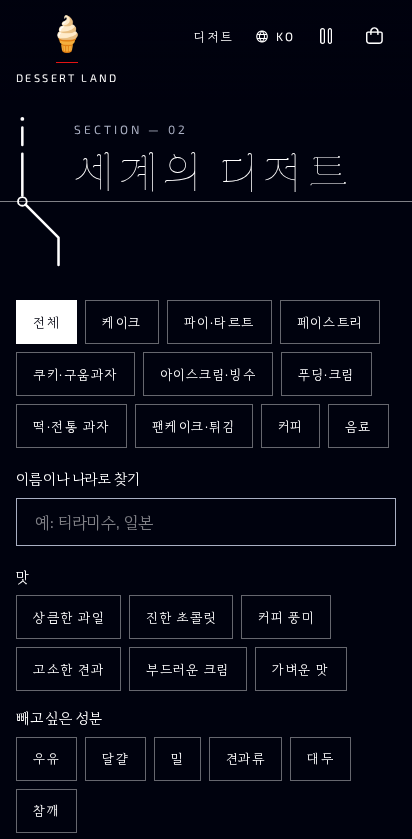 디저트
KO
DESSERT LAND
SECTION — 02
세계의 디저트
전체
케이크
파이·타르트
페이스트리
쿠키·구움과자
아이스크림·빙수
푸딩·크림
떡·전통 과자
팬케이크·튀김
커피
음료
이름이나 나라로 찾기
예: 티라미수, 일본
맛
상큼한 과일
진한 초콜릿
커피 풍미
고소한 견과
부드러운 크림
가벼운 맛
빼고 싶은 성분
우유
달걀
밀
견과류
대두
참깨